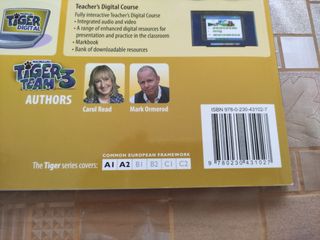 TIGER
DIGITAL
Teacher's Digital Course
Fully interactive Teacher's Digital Course
• Integrated audio and video
• A range of enhanced digital resources for
presentation and practice in the classroom
• Markbook
• Bank of downloadable resources
TIGER
TEAM 3
AUTHORS
Carol Read
Mark Ormerod
ISBN 978-0-230-43102-7
9 780230 431027
COMMON EUROPEAN FRAMEWORK
The Tiger series covers: A1 A2 B1 B2 C1 C2